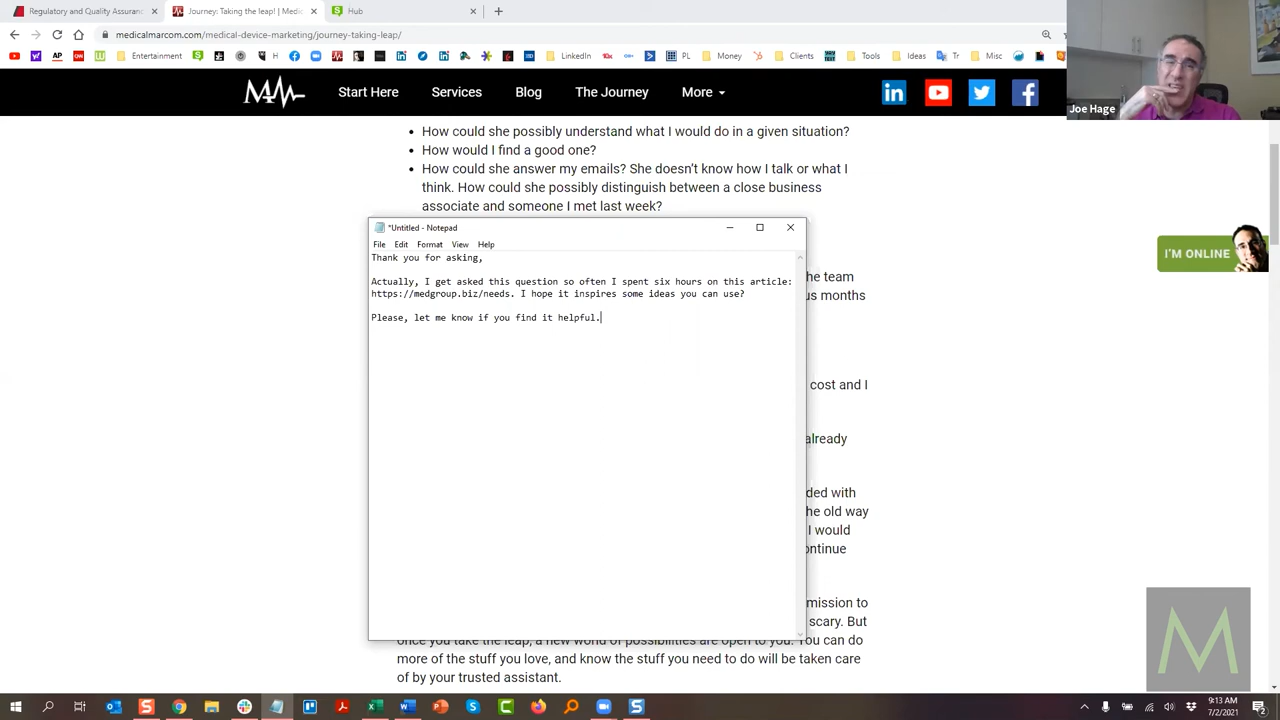 Regulatory and Quality Assuranc
Journey: Taking the leap! | Medic
Hub
medicalmarcom.com/medical-device-marketing/journey-taking-leap/
Entertainment
LinkedIn
PL
Money
Clients
Tools
Ideas
Tr
Misc
Start Here
Services
Blog
The Journey
More
Joe Hage
• How could she possibly understand what I would do in a given situation?
• How would I find a good one?
• How could she answer my emails? She doesn't know how I talk or what I
think. How could she possibly distinguish between a close business
associate and someone I met last week?
*Untitled - Notepad
File Edit Format View Help
Thank you for asking,
Actually, I get asked this question so often I spent six hours on this article:
https://medgroup.biz/needs. I hope it inspires some ideas you can use?
Please, let me know if you find it helpful.
I'M ONLINE
he team
us months
cost and I
already
ded with
he old way
I would
ontinue
mission to
scary. But
once you take the leap, a new world of possibilities are open to you. You can do
more of the stuff you love, and know the stuff you need to do will be taken care
of by your trusted assistant.
M
9:13 AM
7/2/2021